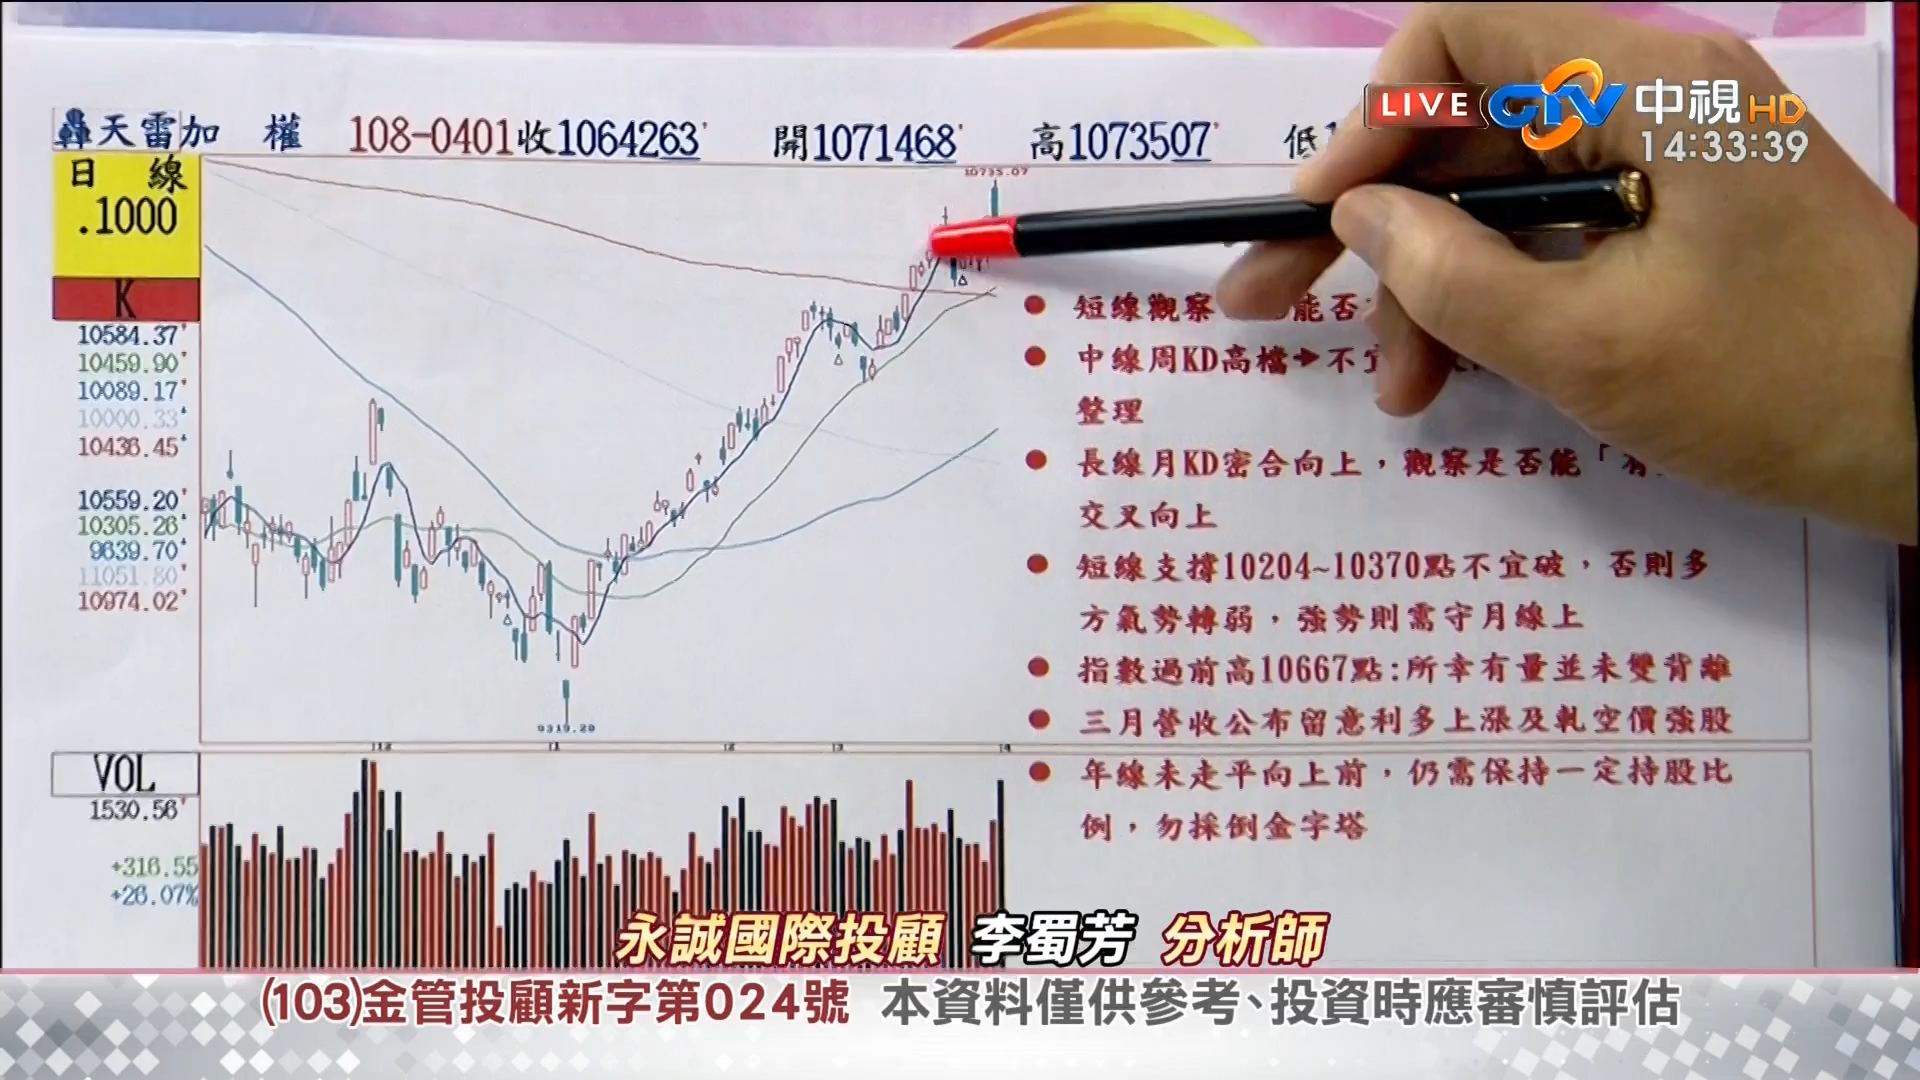 LIVE CTV 中視HD
14:33:39
轟天雷加 權 108-0401收1064263 開1071468 高1073507 低
日 線
.1000
K
10584.37
10459.90
10089.17
10000.33
10436.45
10559.20
10305.26
9639.70
11051.80
10974.02
10735.07
9319.28
短線觀察 能否
中線周KD高檔➔不宜
整理
長線月KD密合向上，觀察是否能「有
交叉向上
短線支撐10204~10370點不宜破，否則多
方氣勢轉弱，強勢則需守月線上
指數過前高10667點:所幸有量並未變背離
三月營收公布留意利多上漲及軋空價強股
年線未走平向上前，仍需保持一定持股比
例，勿採倒金字塔
VOL
1530.56
+316.55
+26.07%
永誠國際投顧 李蜀芳 分析師
(103)金管投顧新字第024號 本資料僅供參考、投資時應審慎評估